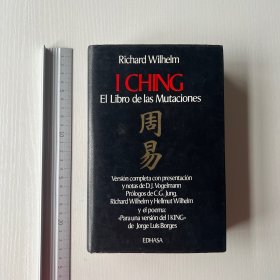 Richard Wilhelm
I CHING
El Libro de las Mutaciones
周易
Versión completa con presentación
y notas de D.J. Vogelmann
Prólogos de C.G. Jung,
Richard Wilhelm y Hellmut Wilhelm
y el poema:
«Para una versión del I KING»
de Jorge Luis Borges
EDHASA